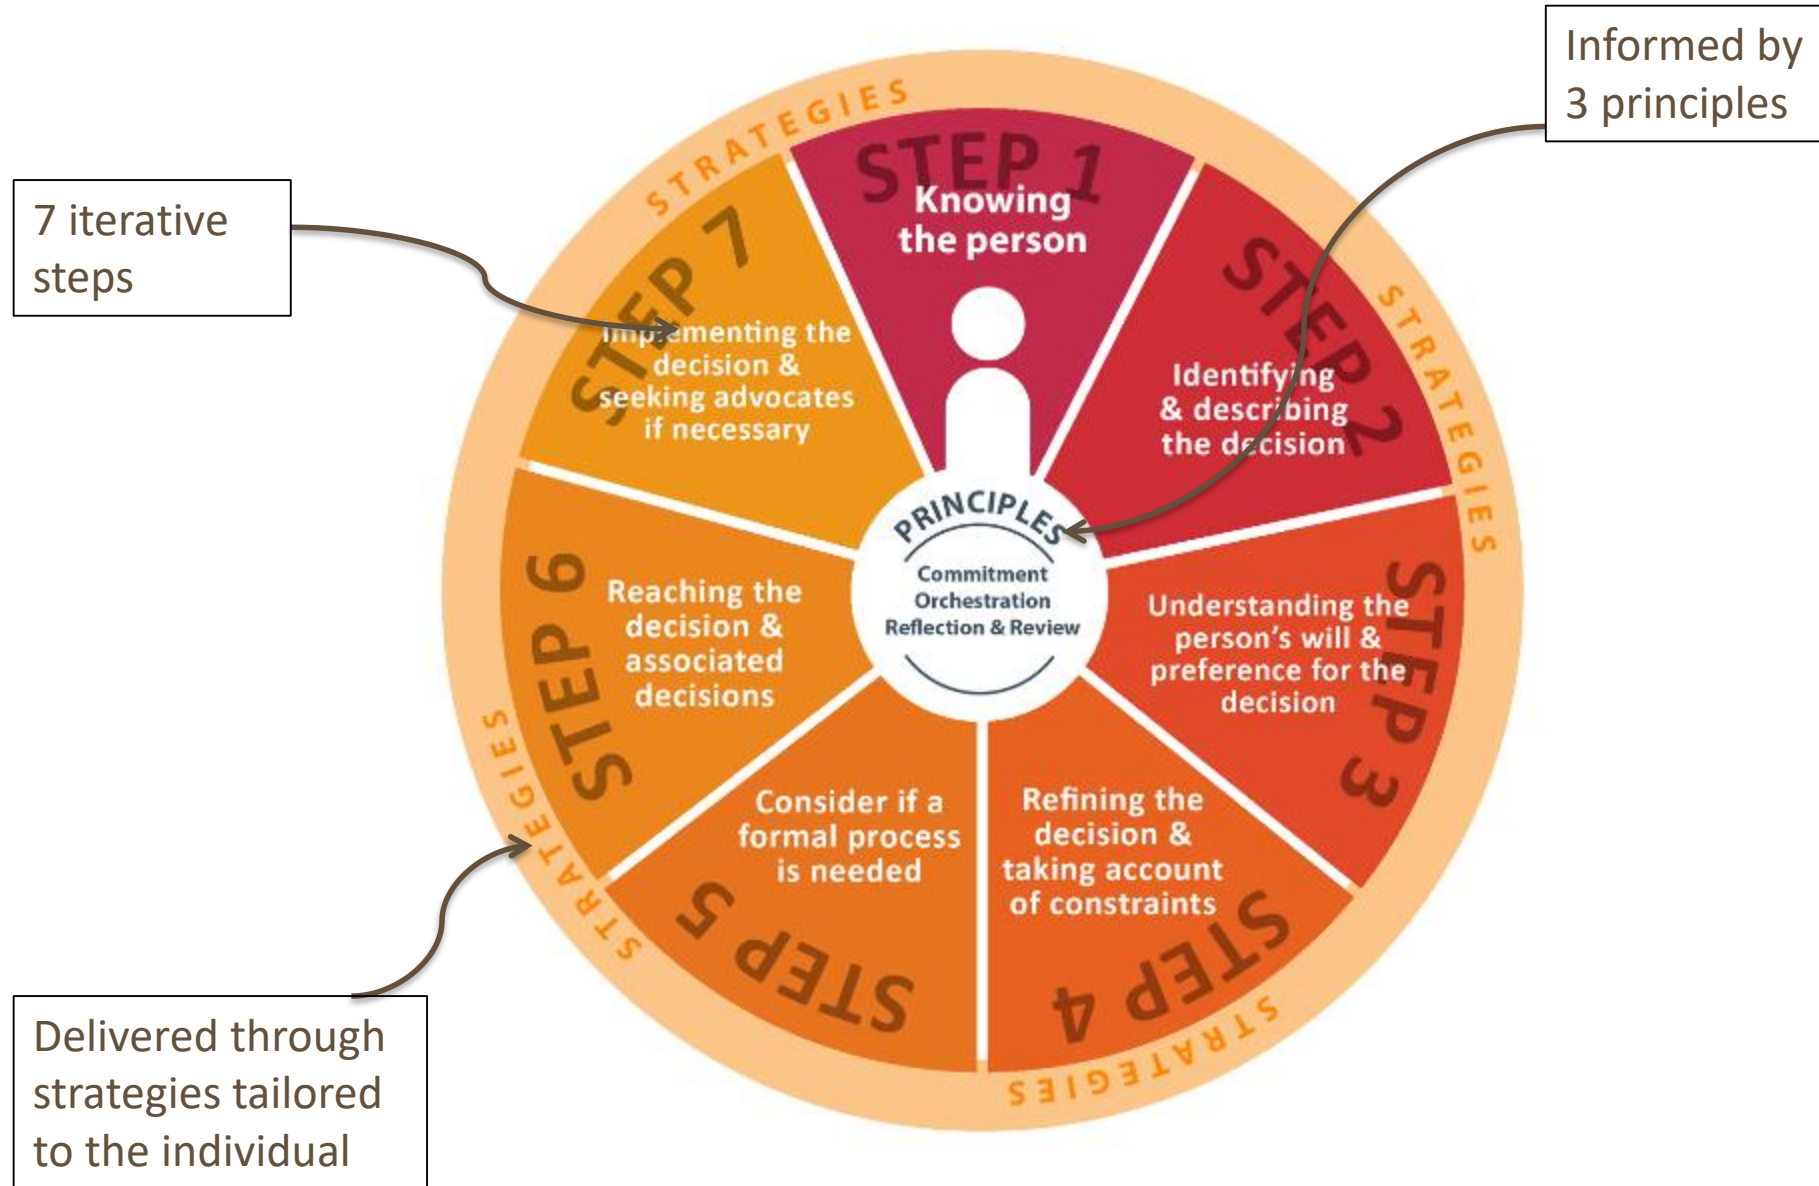 Informed by
3 principles
7 iterative
steps
Delivered through
strategies tailored
to the individual
STRATEGIES
STRATEGIES
STRATEGIES
STRATEGIES
STEP 1
Knowing
the person
STEP 2
Identifying
& describing
the decision
STEP 3
Understanding the
person's will &
preference for the
decision
STEP 4
Refining the
decision &
taking account
of constraints
STEP 5
Consider if a
formal process
is needed
STEP 6
Reaching the
decision &
associated
decisions
STEP 7
Implementing the
decision &
seeking advocates
if necessary
PRINCIPLES
Commitment
Orchestration
Reflection & Review